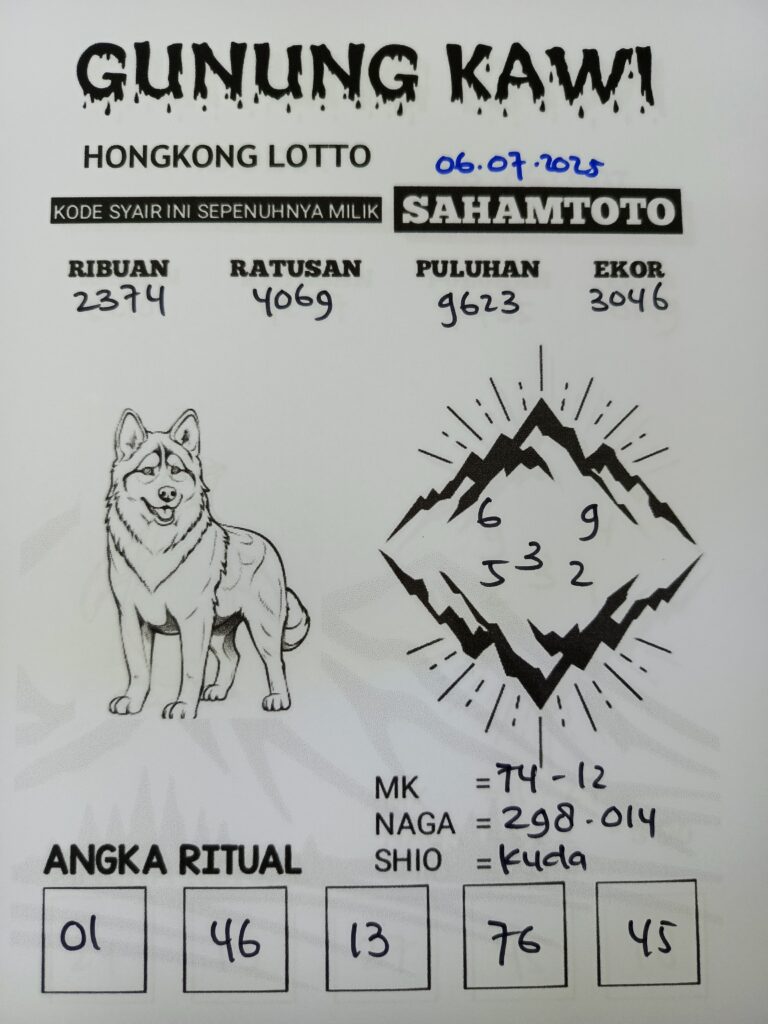 GUNUNG KAWI
HONGKONG LOTTO 06.07.2025
KODE SYAIR INI SEPENUHNYA MILIK SAHAMTOTO
RIBUAN RATUSAN PULUHAN EKOR
2374 4069 9623 3046
6 9
5 3 2
MK = 74 - 12
NAGA = 298 - 014
SHIO = Kuda
ANGKA RITUAL
01 46 13 76 45